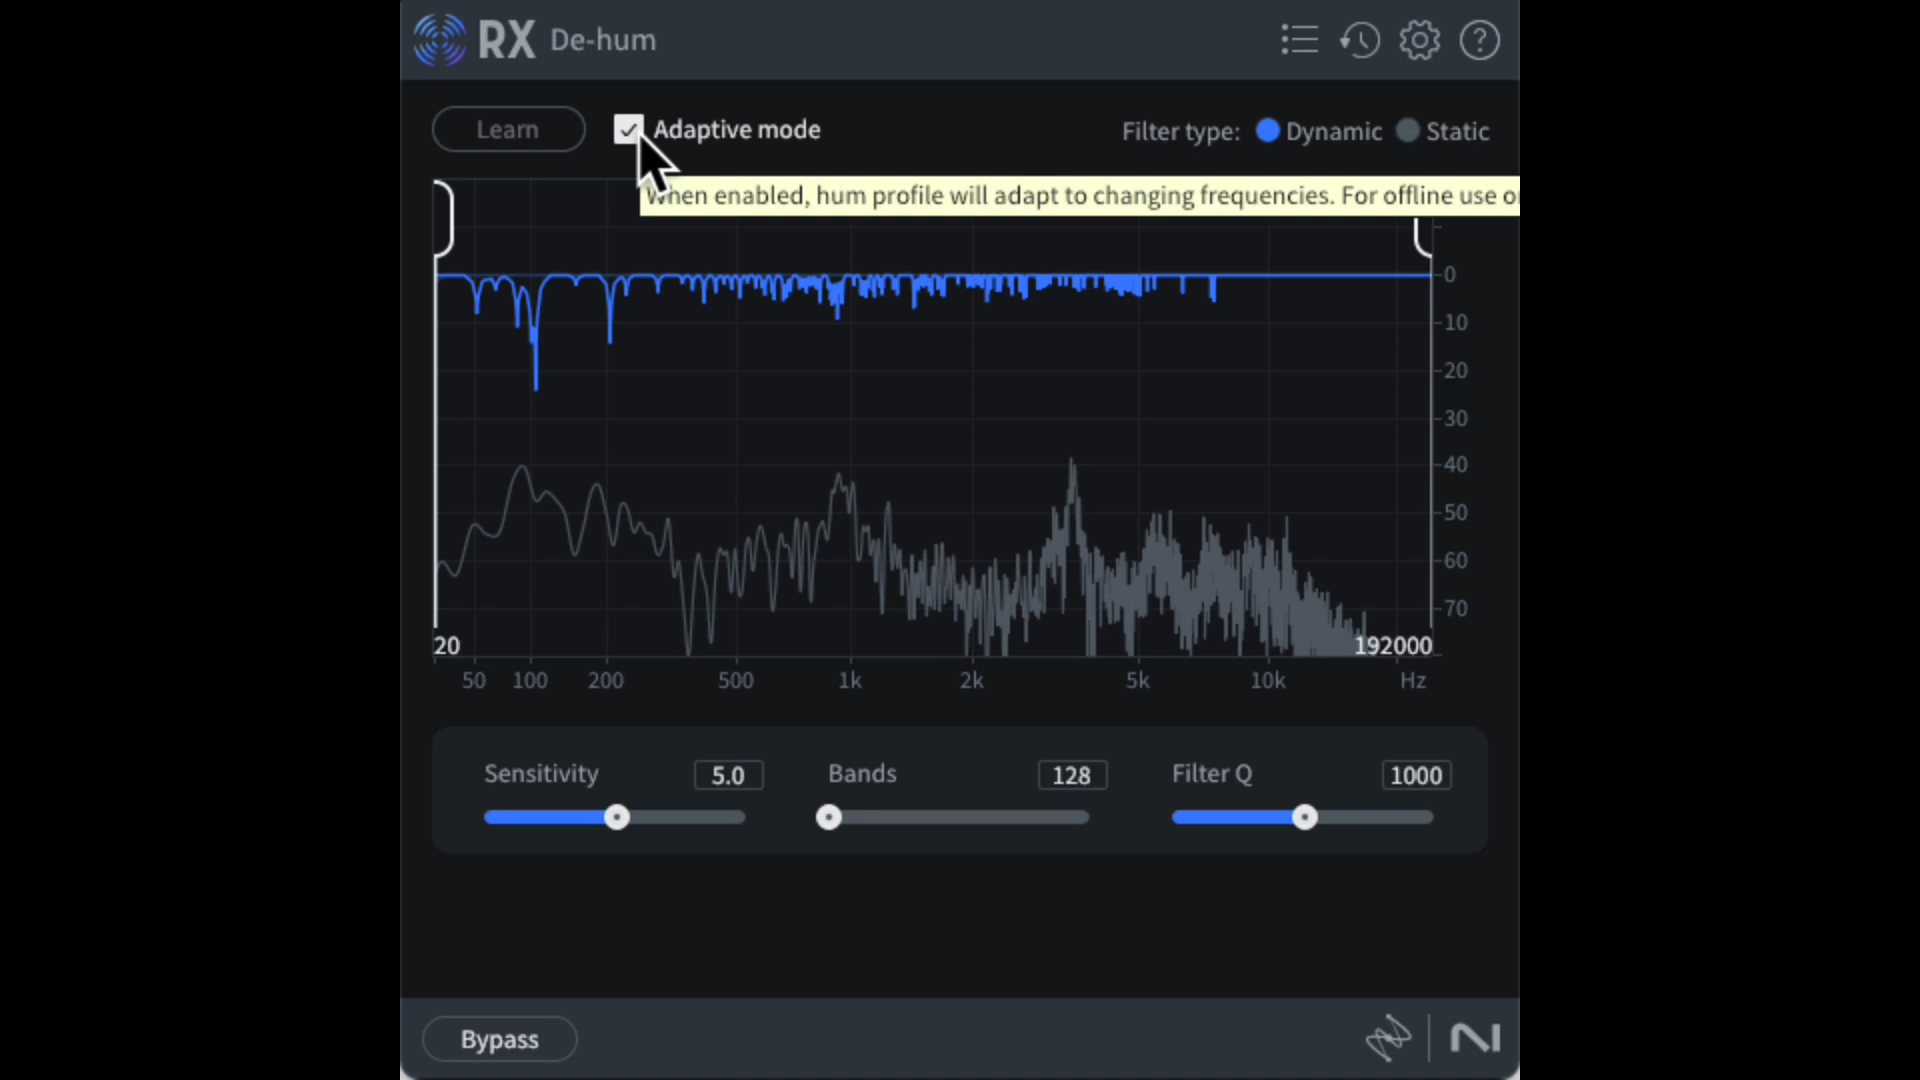 RX De-hum
Learn Adaptive mode Filter type: Dynamic Static
When enabled, hum profile will adapt to changing frequencies. For offline use
0
10
20
30
40
50
60
70
20 192000
50 100 200 500 1k 2k 5k 10k Hz
Sensitivity 5.0 Bands 128 Filter Q 1000
Bypass